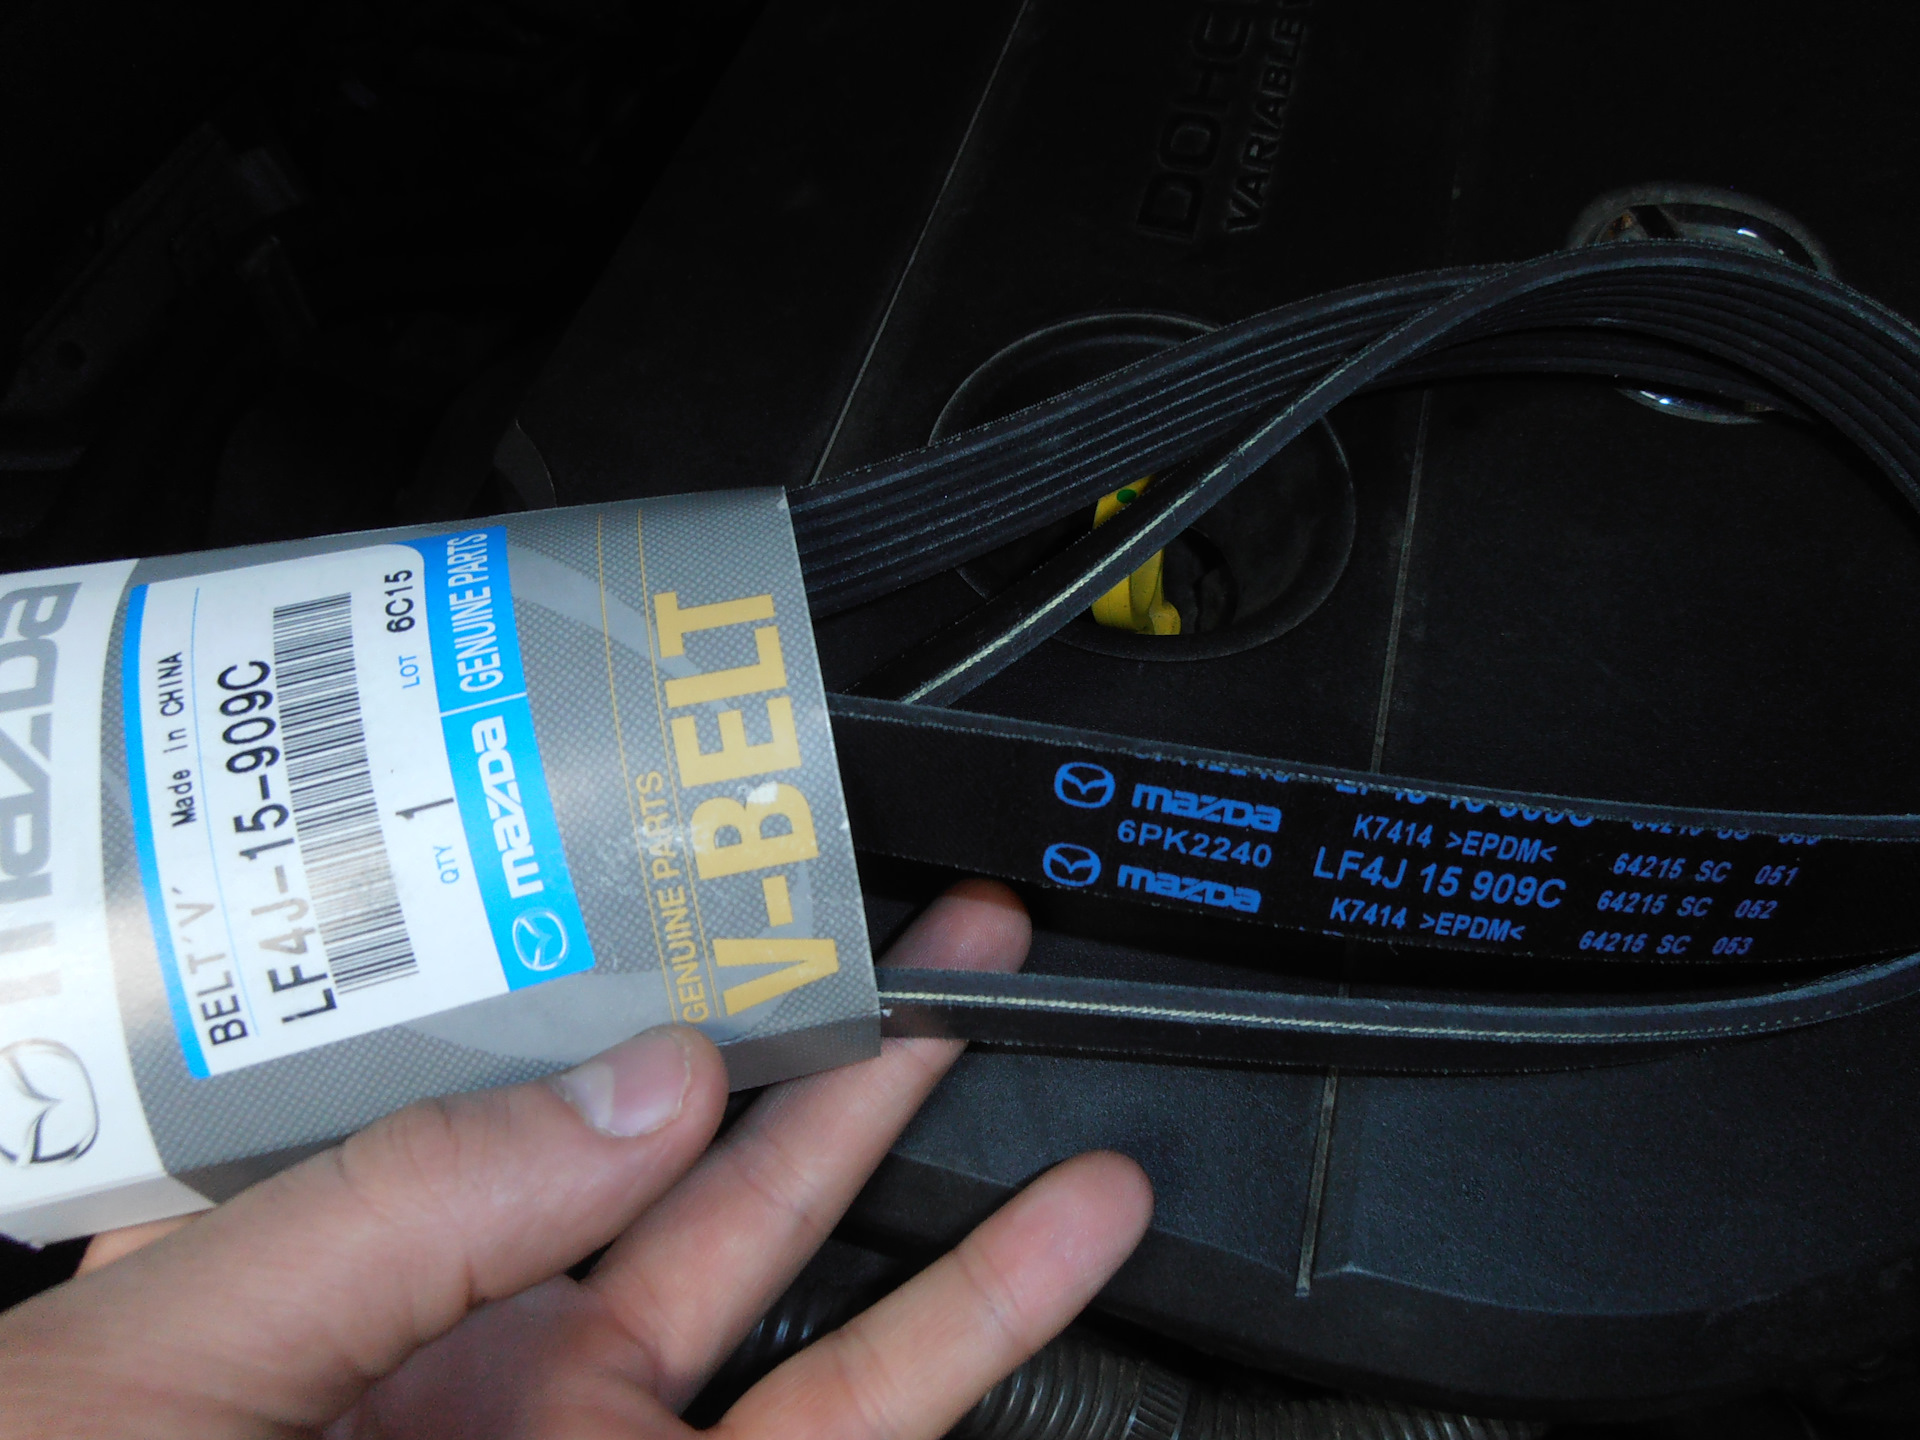 DOHC
VARIABLE
mazda
BELT'V'
Made in CHINA
LF4J-15-909C
QTY 1
LOT 6C15
mazda GENUINE PARTS
GENUINE PARTS
V-BELT
mazda
6PK2240
mazda
K7414 >EPDM<
LF4J 15 909C
K7414 >EPDM<
64215 SC 051
64215 SC 052
64215 SC 053